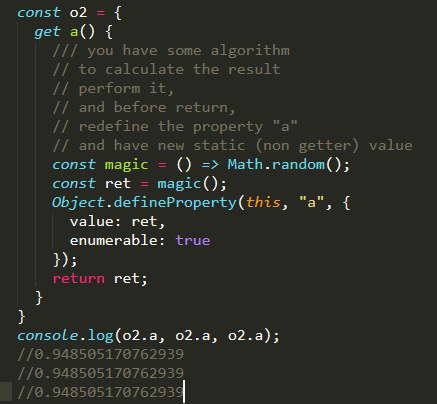 const o2 = {
  get a() {
    /// you have some algorithm
    // to calculate the result
    // perform it,
    // and before return,
    // redefine the property "a"
    // and have new static (non getter) value
    const magic = () => Math.random();
    const ret = magic();
    Object.defineProperty(this, "a", {
      value: ret,
      enumerable: true
    });
    return ret;
  }
}
console.log(o2.a, o2.a, o2.a);
//0.948505170762939
//0.948505170762939
//0.948505170762939